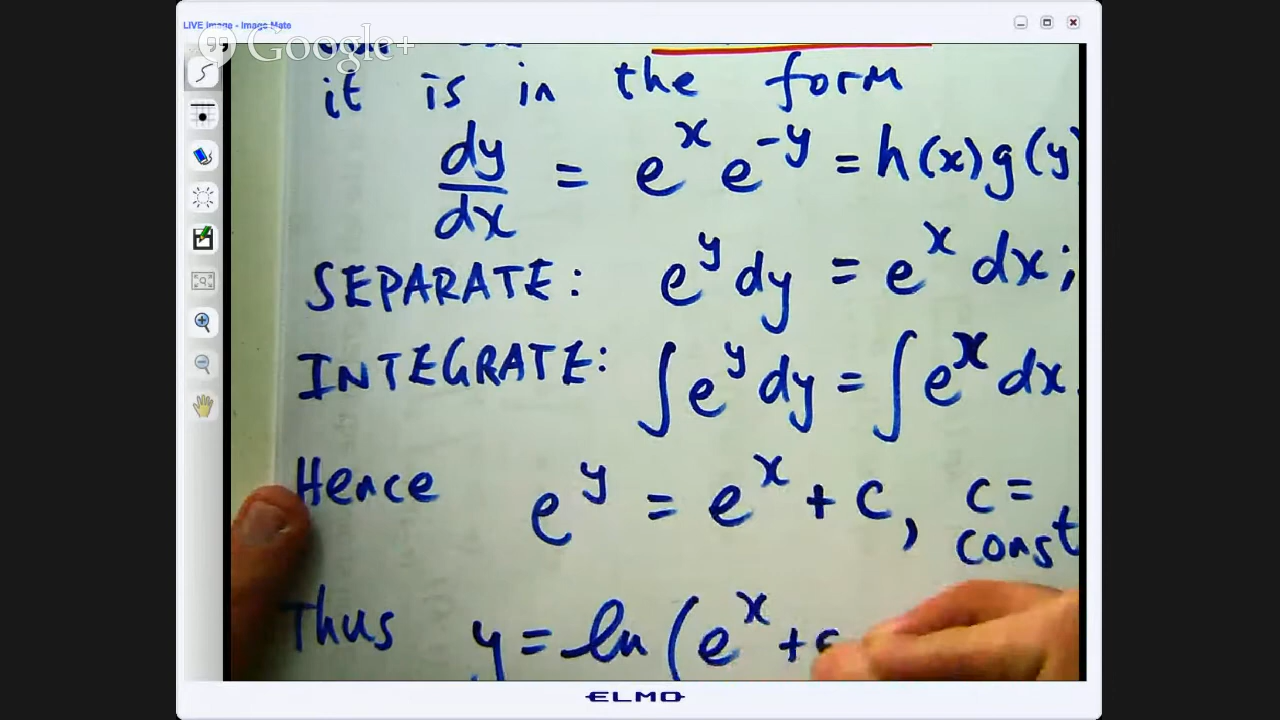 LIVE Image - Image Mate
Google+
it is in the form
dy/dx = e^x e^-y = h(x)g(y)
SEPARATE: e^y dy = e^x dx;
INTEGRATE: ∫e^y dy = ∫e^x dx.
Hence e^y = e^x + c, c =
const
Thus y = ln(e^x + c
ELMO